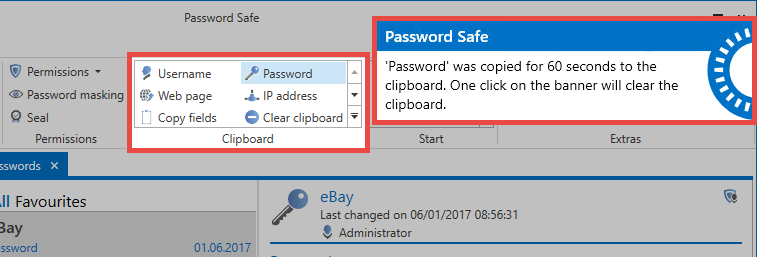 Password Safe
Password Safe
'Password' was copied for 60 seconds to the
clipboard. One click on the banner will clear the
clipboard.
Permissions
Password masking
Seal
Permissions
Username
Password
Web page
IP address
Copy fields
Clear clipboard
Clipboard
Start
Extras
sswords ×
All Favourites
Bay
ssword 01.06.2017
eBay
Last changed on 06/01/2017 08:56:31
Administrator